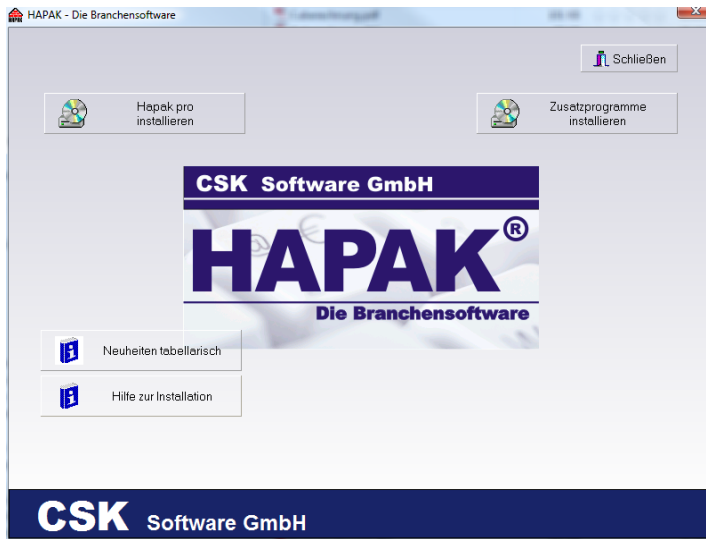 HAPAK - Die Branchensoftware
Schließen
Hapak pro
installieren
Zusatzprogramme
installieren
CSK Software GmbH
HAPAK®
Die Branchensoftware
Neuheiten tabellarisch
Hilfe zur Installation
CSK Software GmbH